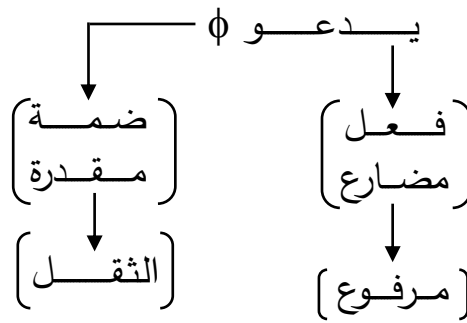 يدعو ϕ
فعل
مضارع
مرفوع
ضمة
مقدرة
الثقل